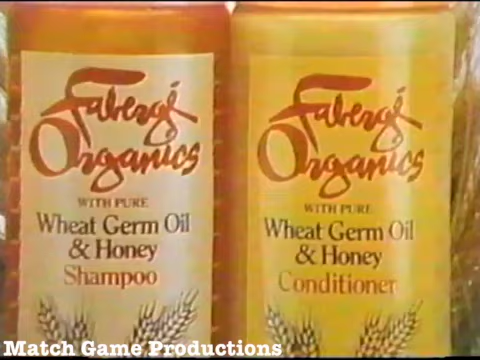 Fabergé
Organics
WITH PURE
Wheat Germ Oil
& Honey
Shampoo
Fabergé
Organics
WITH PURE
Wheat Germ Oil
& Honey
Conditioner
Match Game Productions